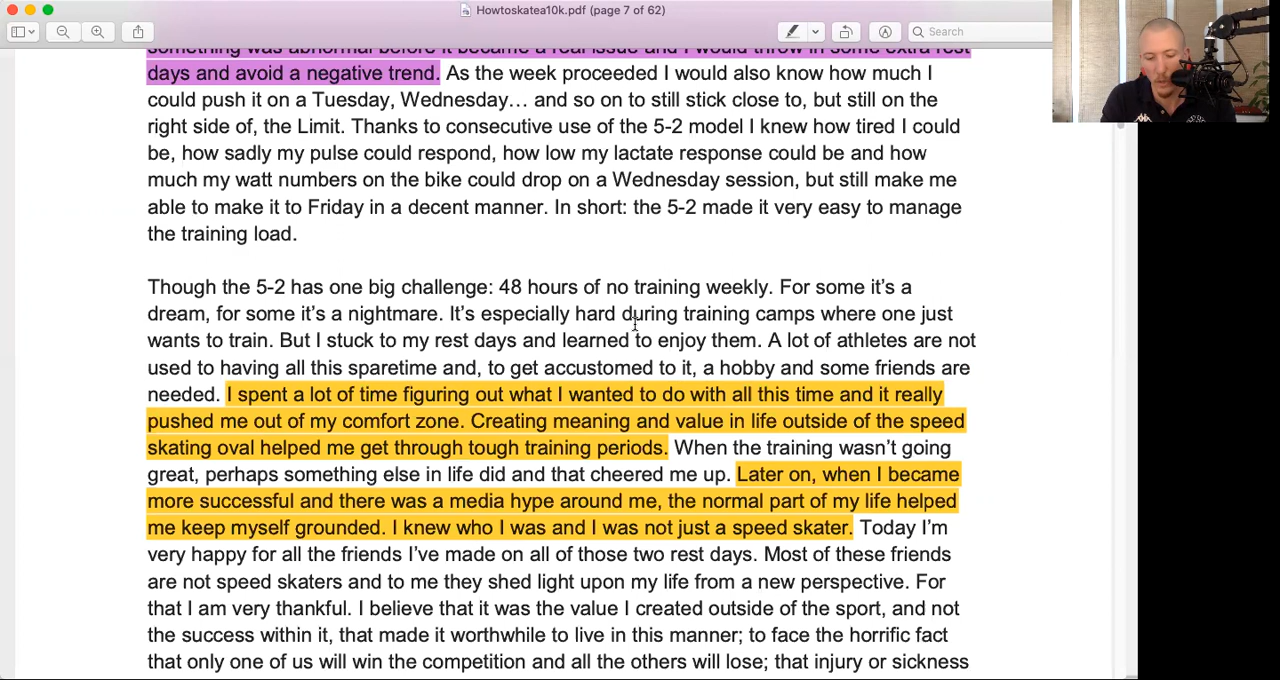 Howtoskatea10k.pdf (page 7 of 62)
Search
something was abnormal before it became a real issue and I would throw in some extra rest
days and avoid a negative trend. As the week proceeded I would also know how much I
could push it on a Tuesday, Wednesday… and so on to still stick close to, but still on the
right side of, the Limit. Thanks to consecutive use of the 5-2 model I knew how tired I could
be, how sadly my pulse could respond, how low my lactate response could be and how
much my watt numbers on the bike could drop on a Wednesday session, but still make me
able to make it to Friday in a decent manner. In short: the 5-2 made it very easy to manage
the training load.
Though the 5-2 has one big challenge: 48 hours of no training weekly. For some it’s a
dream, for some it’s a nightmare. It’s especially hard during training camps where one just
wants to train. But I stuck to my rest days and learned to enjoy them. A lot of athletes are not
used to having all this sparetime and, to get accustomed to it, a hobby and some friends are
needed. I spent a lot of time figuring out what I wanted to do with all this time and it really
pushed me out of my comfort zone. Creating meaning and value in life outside of the speed
skating oval helped me get through tough training periods. When the training wasn’t going
great, perhaps something else in life did and that cheered me up. Later on, when I became
more successful and there was a media hype around me, the normal part of my life helped
me keep myself grounded. I knew who I was and I was not just a speed skater. Today I’m
very happy for all the friends I’ve made on all of those two rest days. Most of these friends
are not speed skaters and to me they shed light upon my life from a new perspective. For
that I am very thankful. I believe that it was the value I created outside of the sport, and not
the success within it, that made it worthwhile to live in this manner; to face the horrific fact
that only one of us will win the competition and all the others will lose; that injury or sickness